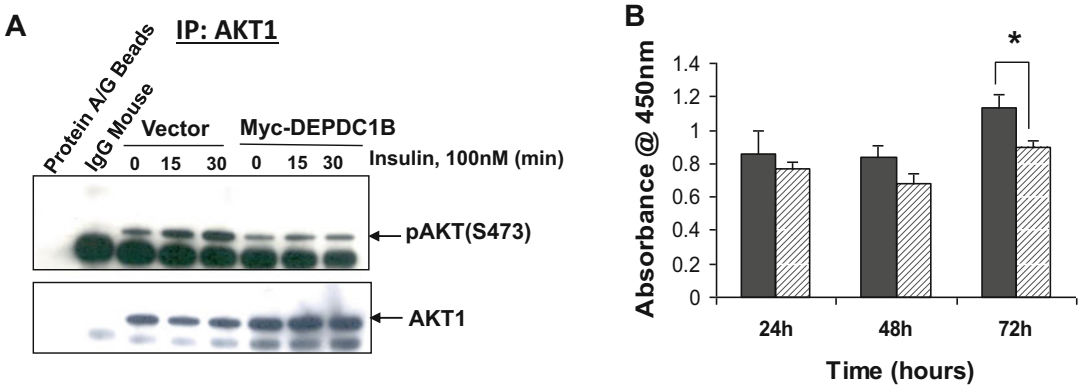 A
IP: AKT1
Protein A/G Beads
IgG Mouse
Vector
Myc-DEPDC1B
0 15 30 0 15 30 Insulin, 100nM (min)
pAKT(S473)
AKT1
B
*
Absorbance @ 450nm
1.4
1.2
1
0.8
0.6
0.4
0.2
0
24h 48h 72h
Time (hours)